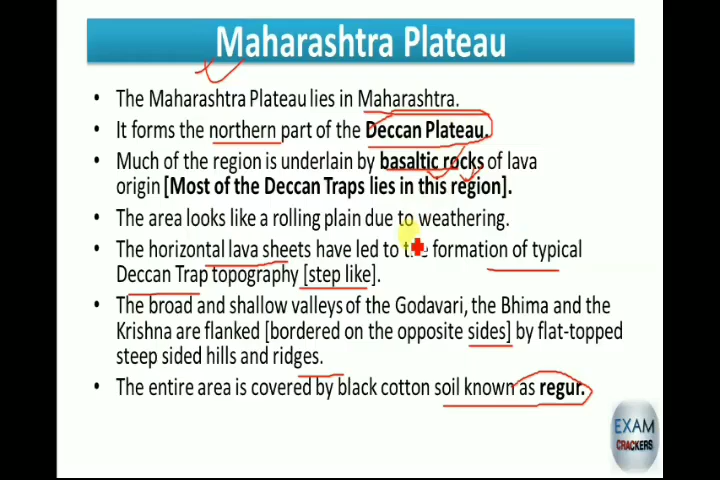 Maharashtra Plateau
• The Maharashtra Plateau lies in Maharashtra.
• It forms the northern part of the Deccan Plateau.
• Much of the region is underlain by basaltic rocks of lava
origin [Most of the Deccan Traps lies in this region].
• The area looks like a rolling plain due to weathering.
• The horizontal lava sheets have led to the formation of typical
Deccan Trap topography [step like].
• The broad and shallow valleys of the Godavari, the Bhima and the
Krishna are flanked [bordered on the opposite sides] by flat-topped
steep sided hills and ridges.
• The entire area is covered by black cotton soil known as regur.
EXAM
CRACKERS